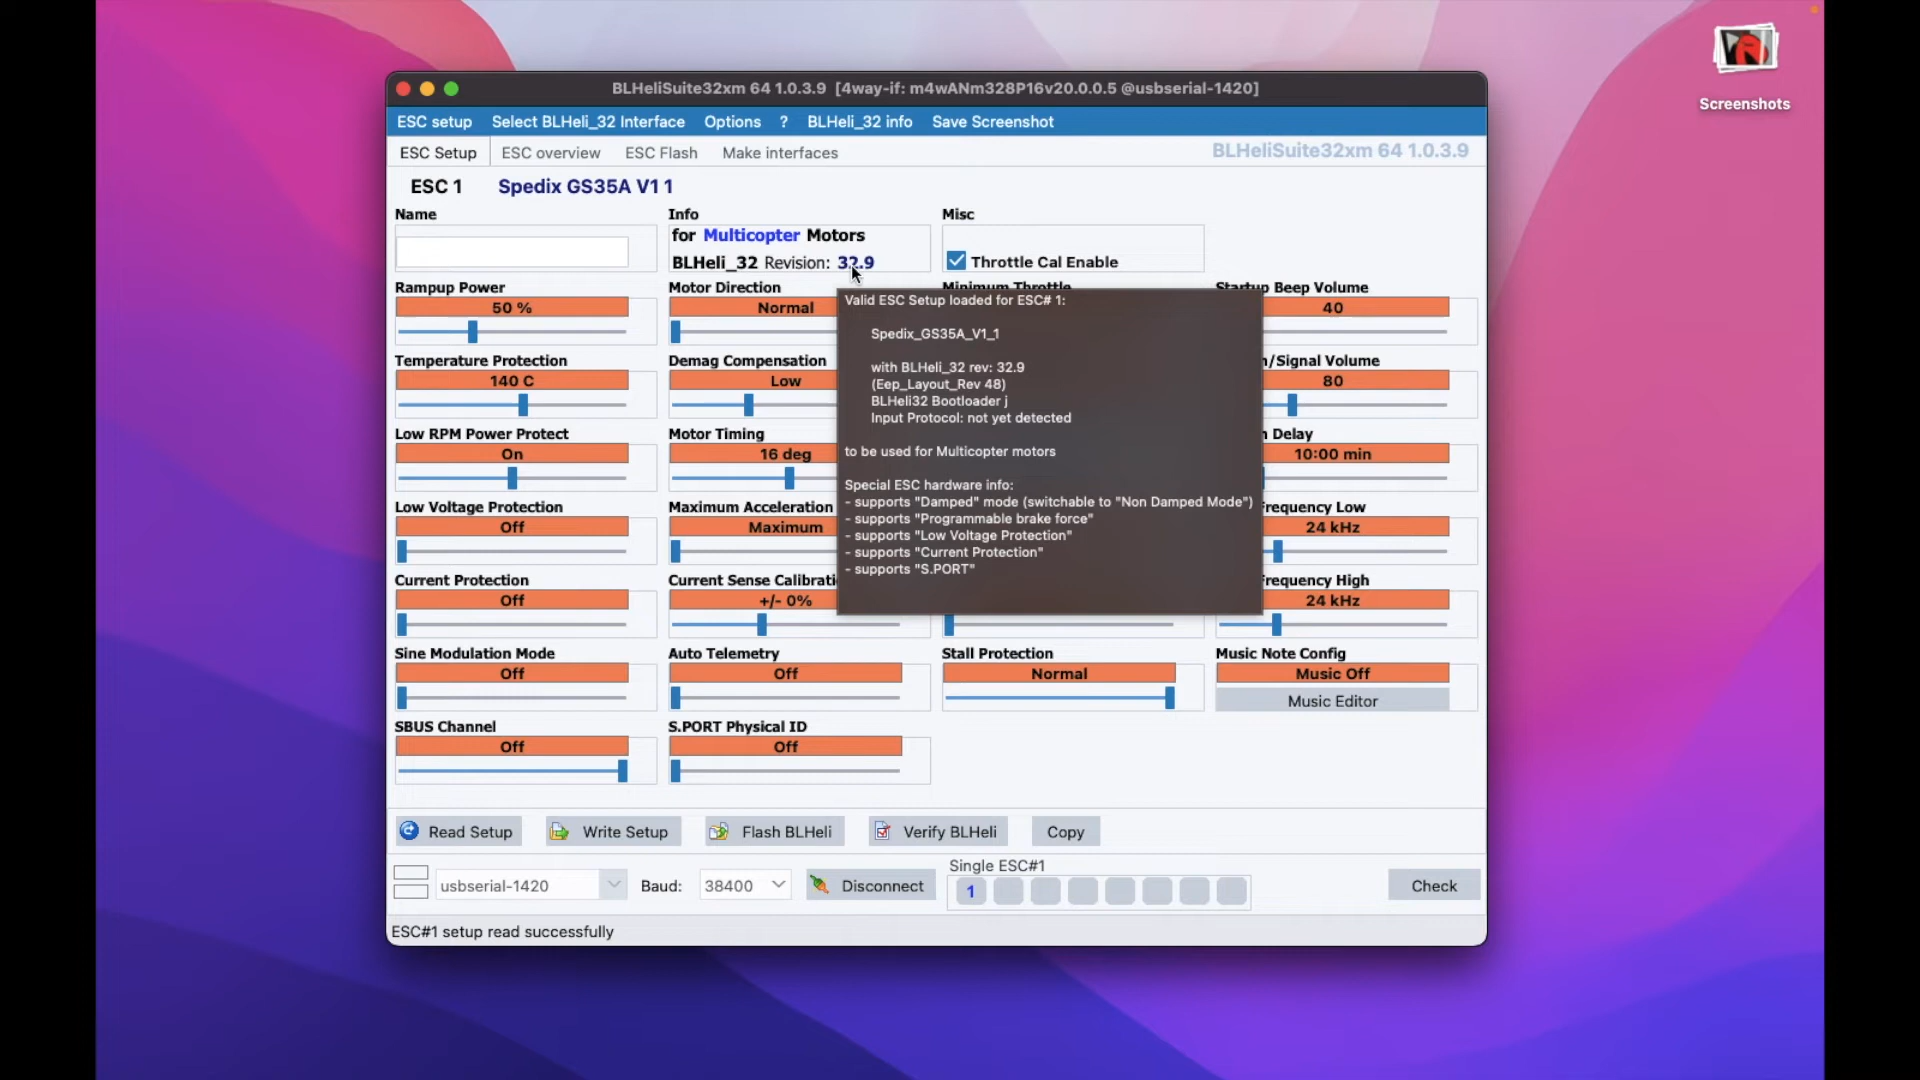 Screenshots
BLHeliSuite32xm 64 1.0.3.9 [4way-if: m4wANm328P16v20.0.0.5 @usbserial-1420]
ESC setup Select BLHeli_32 Interface Options ? BLHeli_32 info Save Screenshot
ESC Setup ESC overview ESC Flash Make interfaces BLHeliSuite32xm 64 1.0.3.9
ESC 1 Spedix GS35A V1 1
Name Info Misc
for Multicopter Motors
BLHeli_32 Revision: 32.9 Throttle Cal Enable
Rampup Power Motor Direction Minimum Throttle Startup Beep Volume
50 % Normal 40
Valid ESC Setup loaded for ESC# 1:
Spedix_GS35A_V1_1
with BLHeli_32 rev: 32.9
(Eep_Layout_Rev 48)
BLHeli32 Bootloader j
Input Protocol: not yet detected
to be used for Multicopter motors
Special ESC hardware info:
- supports "Damped" mode (switchable to "Non Damped Mode")
- supports "Programmable brake force"
- supports "Low Voltage Protection"
- supports "Current Protection"
- supports "S.PORT"
Temperature Protection Demag Compensation /Signal Volume
140 C Low 80
Low RPM Power Protect Motor Timing Delay
On 16 deg 10:00 min
Low Voltage Protection Maximum Acceleration requency Low
Off Maximum 24 kHz
Current Protection Current Sense Calibrati requency High
Off +/- 0% 24 kHz
Sine Modulation Mode Auto Telemetry Stall Protection Music Note Config
Off Off Normal Music Off
Music Editor
SBUS Channel S.PORT Physical ID
Off Off
Read Setup Write Setup Flash BLHeli Verify BLHeli Copy
Single ESC#1
usbserial-1420 Baud: 38400 Disconnect 1 Check
ESC#1 setup read successfully